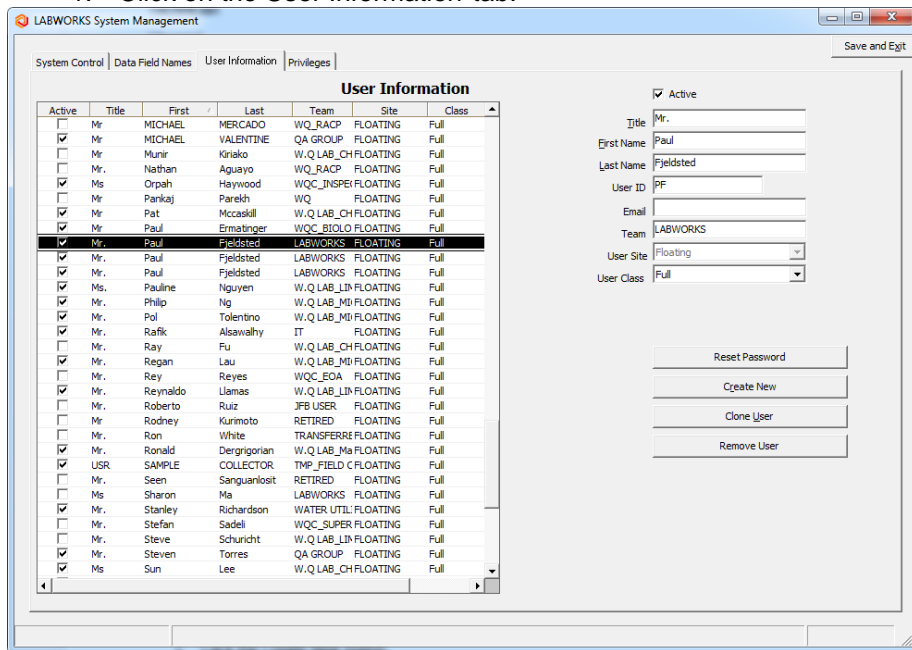 LABWORKS System Management
Save and Exit
System Control Data Field Names User Information Privileges
User Information
Active Title First Last Team Site Class
Mr MICHAEL MERCADO WQ_RACP FLOATING Full
Mr MICHAEL VALENTINE QA GROUP FLOATING Full
Mr Munir Kiriako W.Q LAB_CH FLOATING Full
Mr. Nathan Aguayo WQ_RACP FLOATING Full
Ms Orpah Haywood WQC_INSPE( FLOATING Full
Mr Pankaj Parekh WQ FLOATING Full
Mr Pat Mccaskill W.Q LAB_CH FLOATING Full
Mr Paul Ermatinger WQC_BIOLO FLOATING Full
Mr. Paul Fjeldsted LABWORKS FLOATING Full
Mr. Paul Fjeldsted LABWORKS FLOATING Full
Mr. Paul Fjeldsted LABWORKS FLOATING Full
Ms. Pauline Nguyen W.Q LAB_LIN FLOATING Full
Mr. Philip Ng W.Q LAB_MI( FLOATING Full
Mr. Pol Tolentino W.Q LAB_MI( FLOATING Full
Mr. Rafik Alsawalhy IT FLOATING Full
Mr. Ray Fu W.Q LAB_CH FLOATING Full
Mr. Regan Lau W.Q LAB_MI( FLOATING Full
Mr. Rey Reyes WQC_EOA FLOATING Full
Mr. Reynaldo Llamas W.Q LAB_LIN FLOATING Full
Mr. Roberto Ruiz JFB USER FLOATING Full
Mr Rodney Kurimoto RETIRED FLOATING Full
Mr. Ron White TRANSFERRE FLOATING Full
Mr. Ronald Dergrigorian W.Q LAB_Ma FLOATING Full
USR SAMPLE COLLECTOR TMP_FIELD C FLOATING Full
Mr. Seen Sanguanlosit RETIRED FLOATING Full
Ms Sharon Ma LABWORKS FLOATING Full
Mr. Stanley Richardson WATER UTIL: FLOATING Full
Mr. Stefan Sadeli WQC_SUPER FLOATING Full
Mr. Steve Schuricht W.Q LAB_LIN FLOATING Full
Mr. Steven Torres QA GROUP FLOATING Full
Ms Sun Lee W.Q LAB_CH FLOATING Full
Active
Title Mr.
First Name Paul
Last Name Fjeldsted
User ID PF
Email
Team LABWORKS
User Site Floating
User Class Full
Reset Password
Create New
Clone User
Remove User